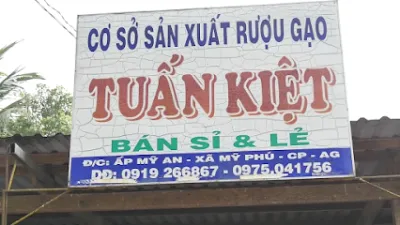 CƠ SỞ SẢN XUẤT RƯỢU GẠO
TUẤN KIỆT
BÁN SỈ & LẺ
Đ/C: ẤP MỸ AN - XÃ MỸ PHÚ - CP - AG
DĐ: 0919 266867 - 0975.041756